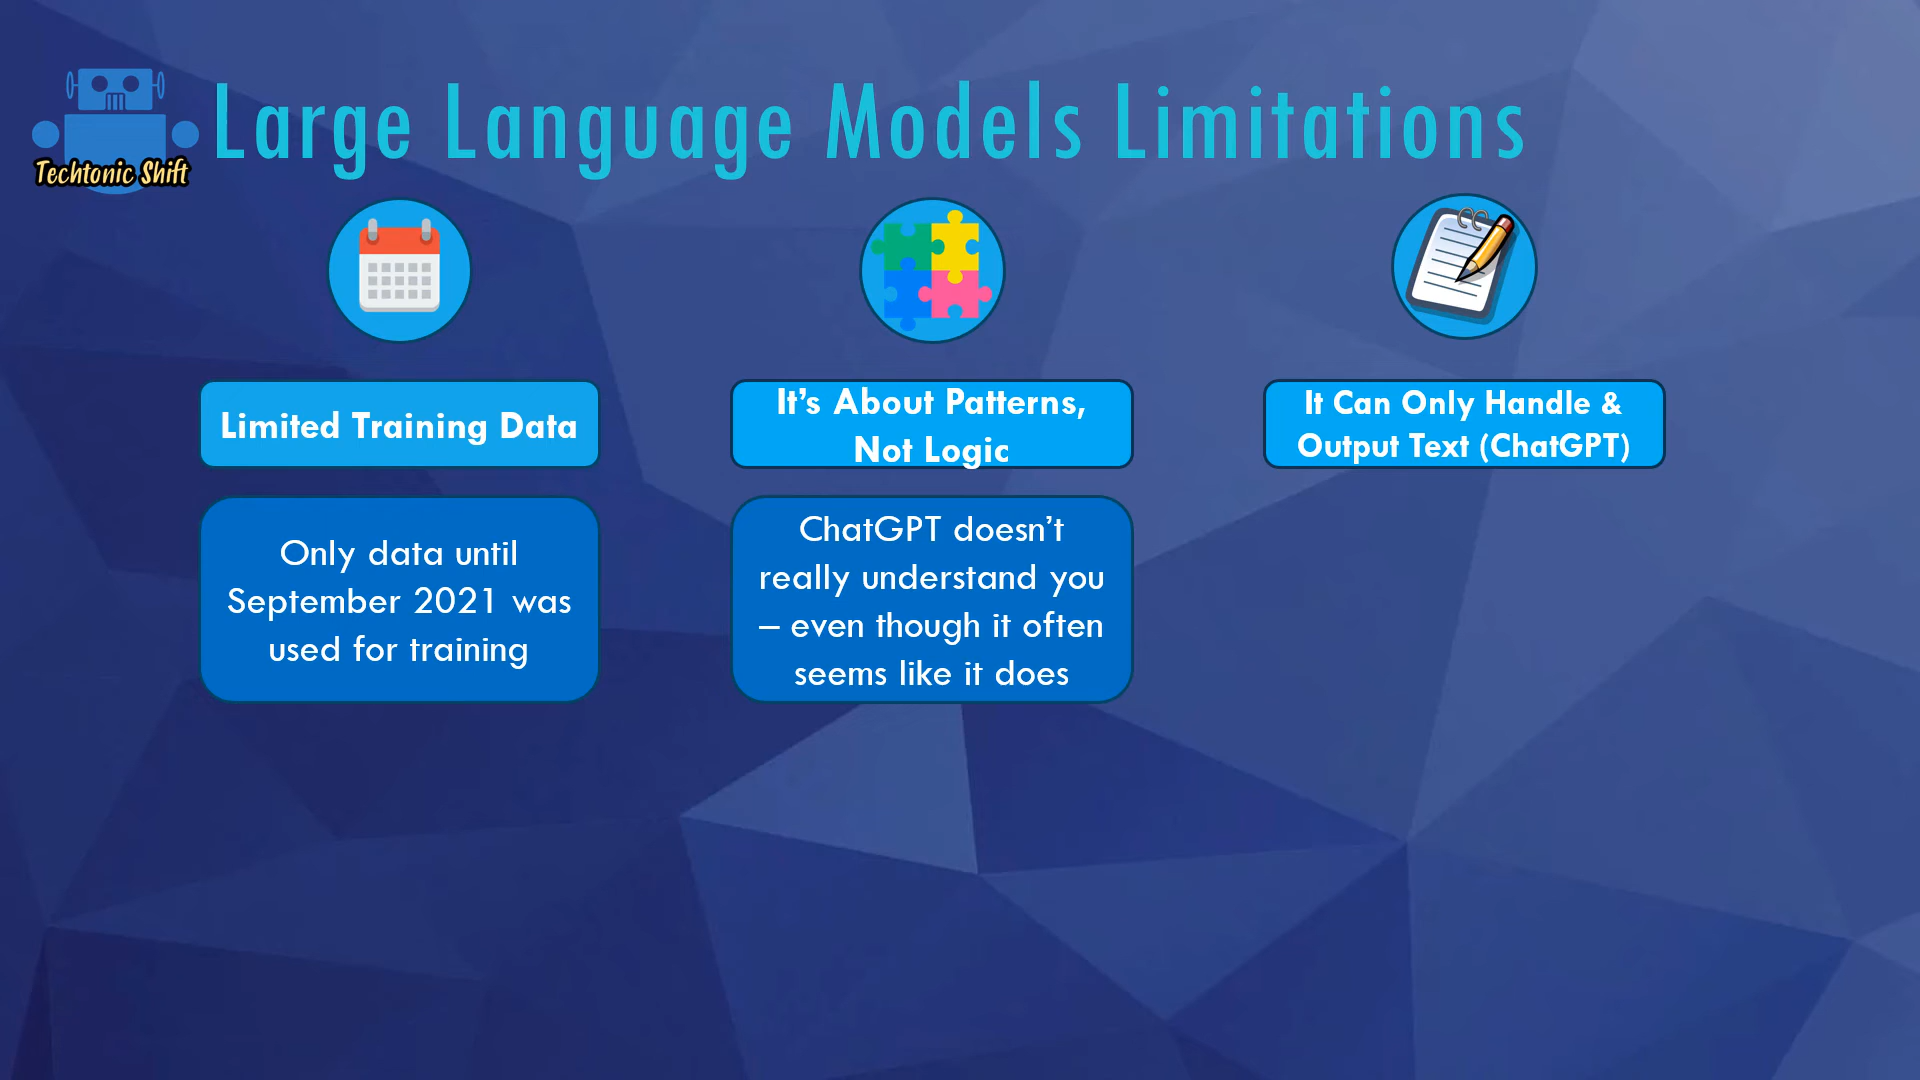 Techtonic Shift
Large Language Models Limitations
Limited Training Data
Only data until
September 2021 was
used for training
It’s About Patterns,
Not Logic
ChatGPT doesn’t
really understand you
– even though it often
seems like it does
It Can Only Handle &
Output Text (ChatGPT)